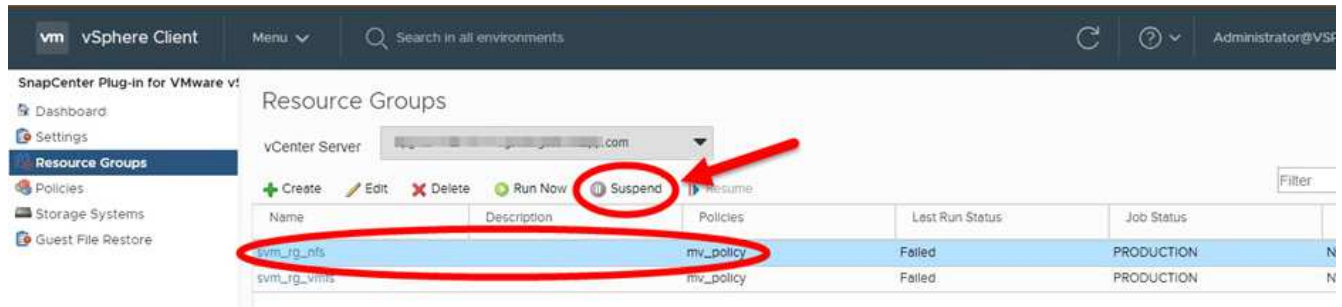 vm vSphere Client Menu Search in all environments Administrator@VSP
SnapCenter Plug-in for VMware vS
Dashboard
Settings
Resource Groups
Policies
Storage Systems
Guest File Restore
Resource Groups
vCenter Server .com
Create Edit Delete Run Now Suspend Resume Filter
Name Description Policies Last Run Status Job Status
svm_rg_nfs mv_policy Failed PRODUCTION N
svm_rg_vmfs mv_policy Failed PRODUCTION N